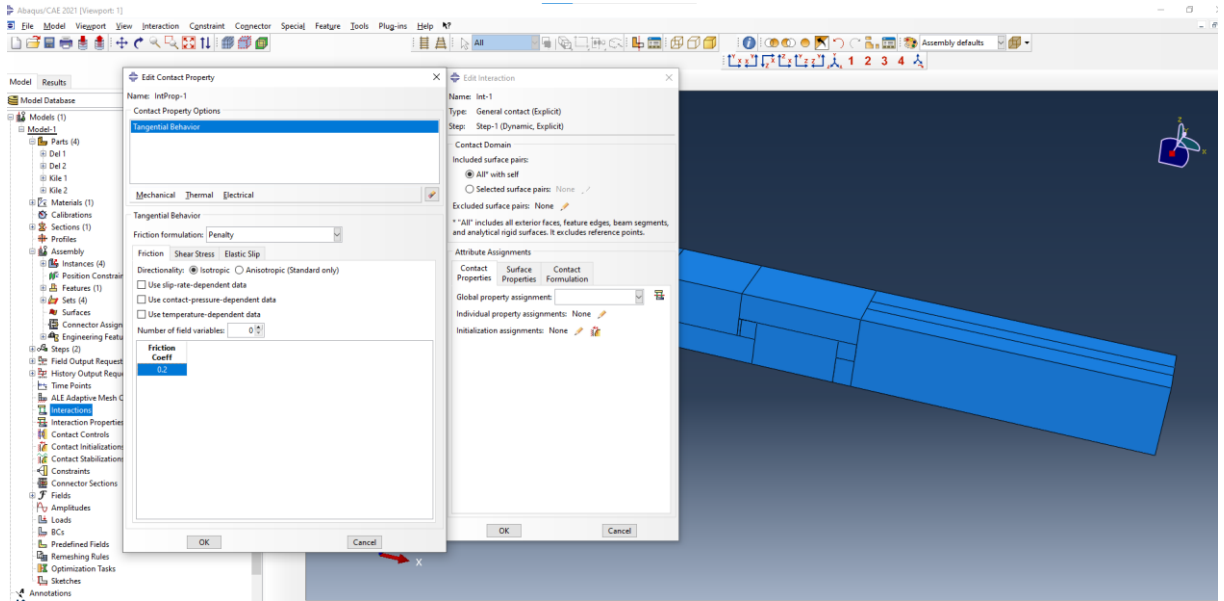 Abaqus/CAE 2021 [Viewport: 1]
File Model Viewport View Interaction Constraint Connector Special Feature Tools Plug-ins Help
All
Assembly defaults
1 2 3 4
Model Results
Model Database
Models (1)
Model-1
Parts (4)
Del 1
Del 2
Kile 1
Kile 2
Materials (1)
Calibrations
Sections (1)
Profiles
Assembly
Instances (4)
Position Constrair
Features (1)
Sets (4)
Surfaces
Connector Assign
Engineering Featu
Steps (2)
Field Output Request
History Output Reque
Time Points
ALE Adaptive Mesh C
Interactions
Interaction Properties
Contact Controls
Contact Initializations
Contact Stabilizations
Constraints
Connector Sections
Fields
Amplitudes
Loads
BCs
Predefined Fields
Remeshing Rules
Optimization Tasks
Sketches
Annotations
Edit Contact Property
Name: IntProp-1
Contact Property Options
Tangential Behavior
Mechanical Thermal Electrical
Tangential Behavior
Friction formulation: Penalty
Friction Shear Stress Elastic Slip
Directionality: Isotropic Anisotropic (Standard only)
Use slip-rate-dependent data
Use contact-pressure-dependent data
Use temperature-dependent data
Number of field variables: 0
Friction
Coeff
0.2
OK Cancel
Edit Interaction
Name: Int-1
Type: General contact (Explicit)
Step: Step-1 (Dynamic, Explicit)
Contact Domain
Included surface pairs:
All* with self
Selected surface pairs: None
Excluded surface pairs: None
* "All" includes all exterior faces, feature edges, beam segments,
and analytical rigid surfaces. It excludes reference points.
Attribute Assignments
Contact Properties
Surface Properties
Contact Formulation
Global property assignment:
Individual property assignments: None
Initialization assignments: None
OK Cancel
X